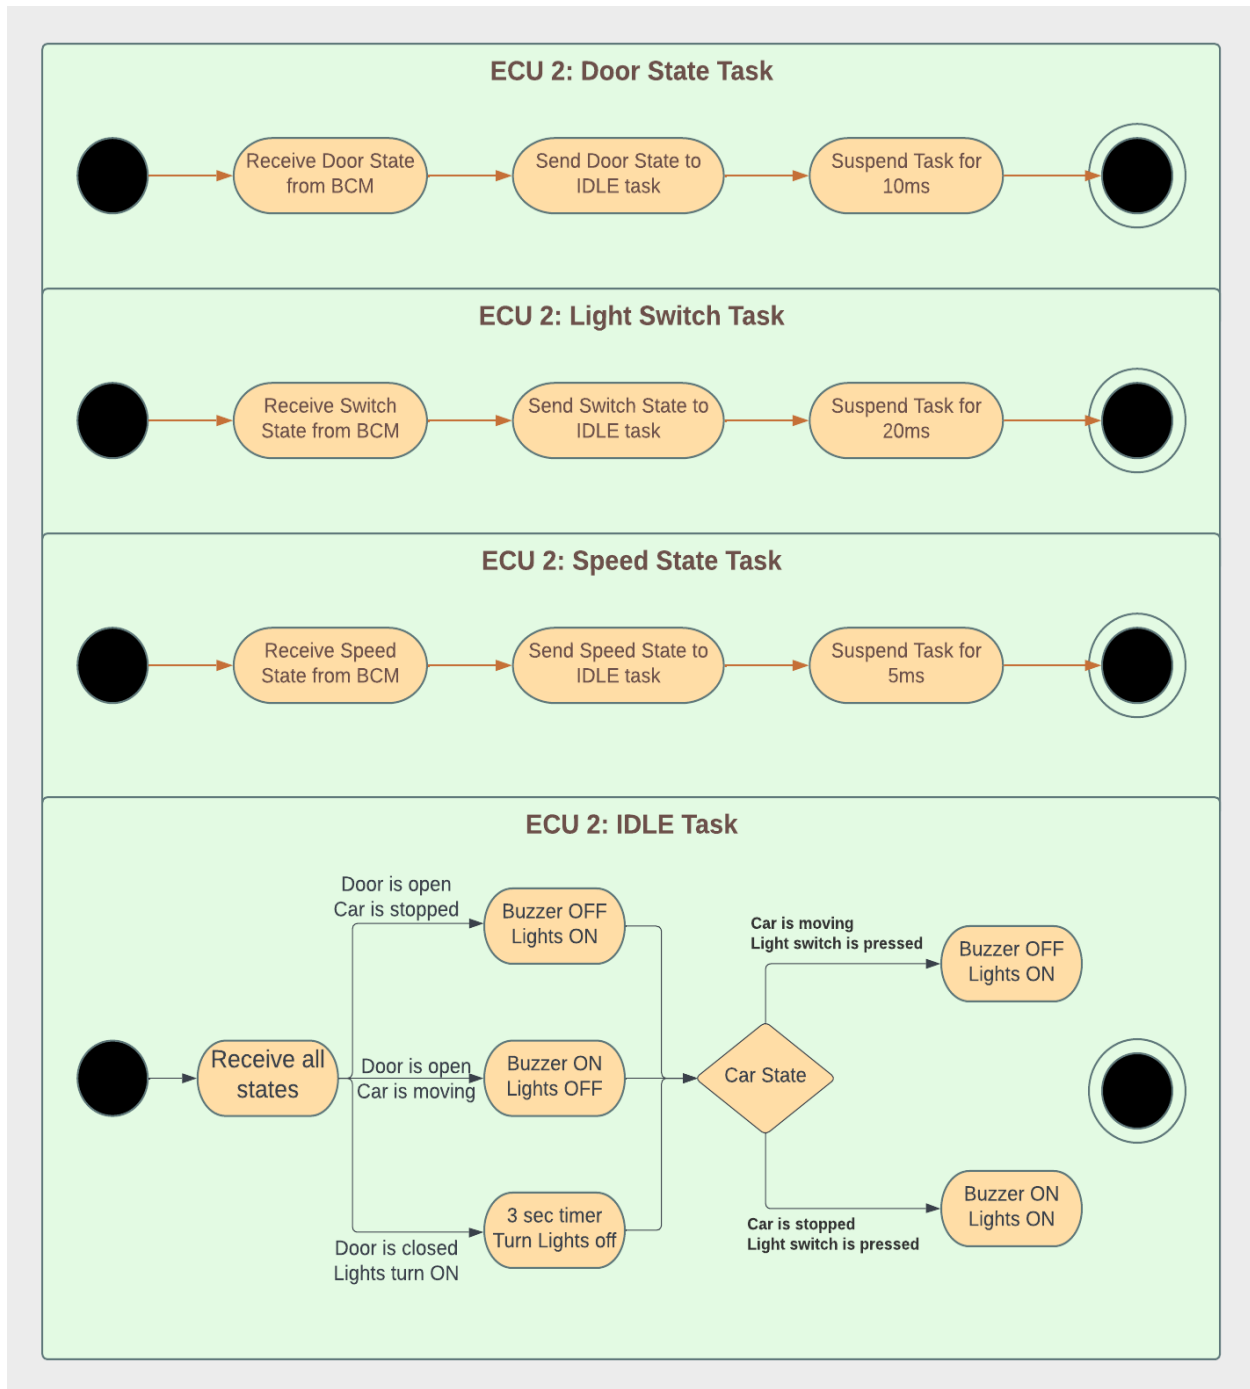 ECU 2: Door State Task
Receive Door State
from BCM
Send Door State to
IDLE task
Suspend Task for
10ms
ECU 2: Light Switch Task
Receive Switch
State from BCM
Send Switch State to
IDLE task
Suspend Task for
20ms
ECU 2: Speed State Task
Receive Speed
State from BCM
Send Speed State to
IDLE task
Suspend Task for
5ms
ECU 2: IDLE Task
Receive all
states
Door is open
Car is stopped
Buzzer OFF
Lights ON
Door is open
Car is moving
Buzzer ON
Lights OFF
Door is closed
Lights turn ON
3 sec timer
Turn Lights off
Car State
Car is moving
Light switch is pressed
Buzzer OFF
Lights ON
Car is stopped
Light switch is pressed
Buzzer ON
Lights ON